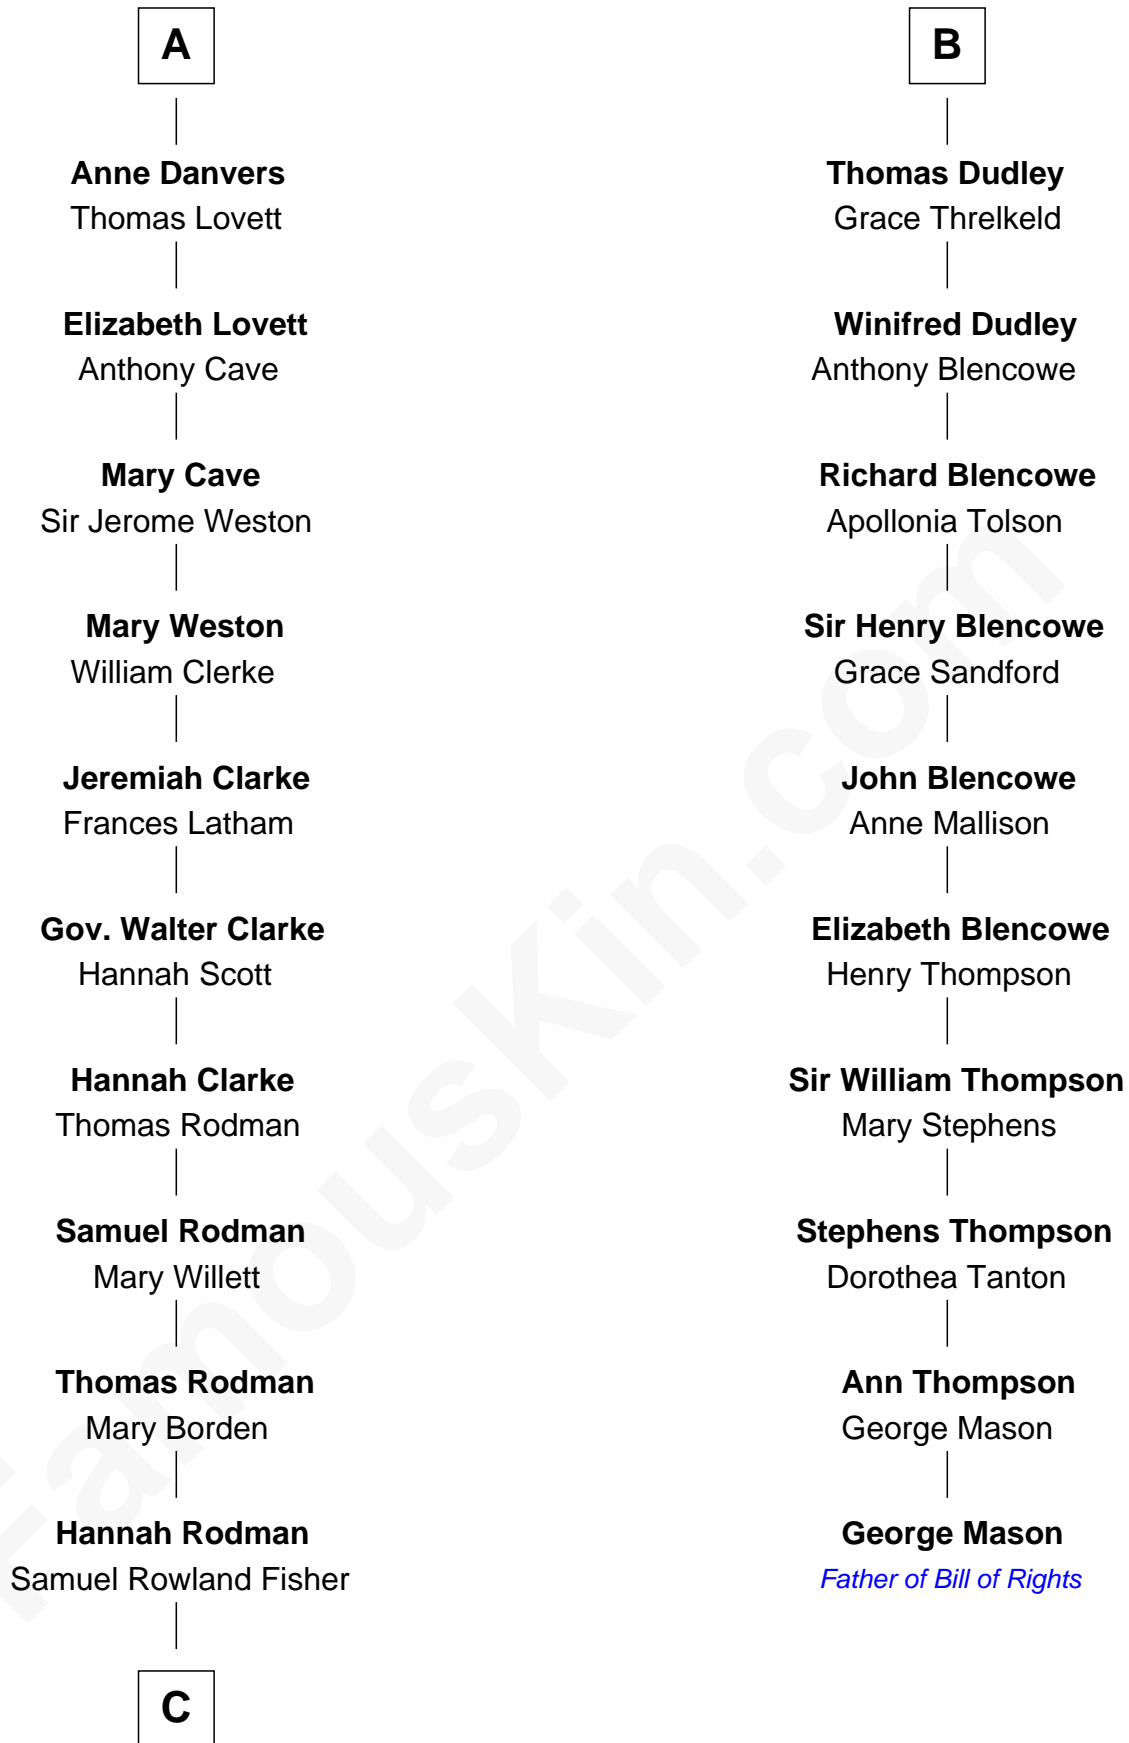 A
Anne Danvers
Thomas Lovett
Elizabeth Lovett
Anthony Cave
Mary Cave
Sir Jerome Weston
Mary Weston
William Clerke
Jeremiah Clarke
Frances Latham
Gov. Walter Clarke
Hannah Scott
Hannah Clarke
Thomas Rodman
Samuel Rodman
Mary Willett
Thomas Rodman
Mary Borden
Hannah Rodman
Samuel Rowland Fisher
C
B
Thomas Dudley
Grace Threlkeld
Winifred Dudley
Anthony Blencowe
Richard Blencowe
Apollonia Tolson
Sir Henry Blencowe
Grace Sandford
John Blencowe
Anne Mallison
Elizabeth Blencowe
Henry Thompson
Sir William Thompson
Mary Stephens
Stephens Thompson
Dorothea Tanton
Ann Thompson
George Mason
George Mason
Father of Bill of Rights
FamousKin.com